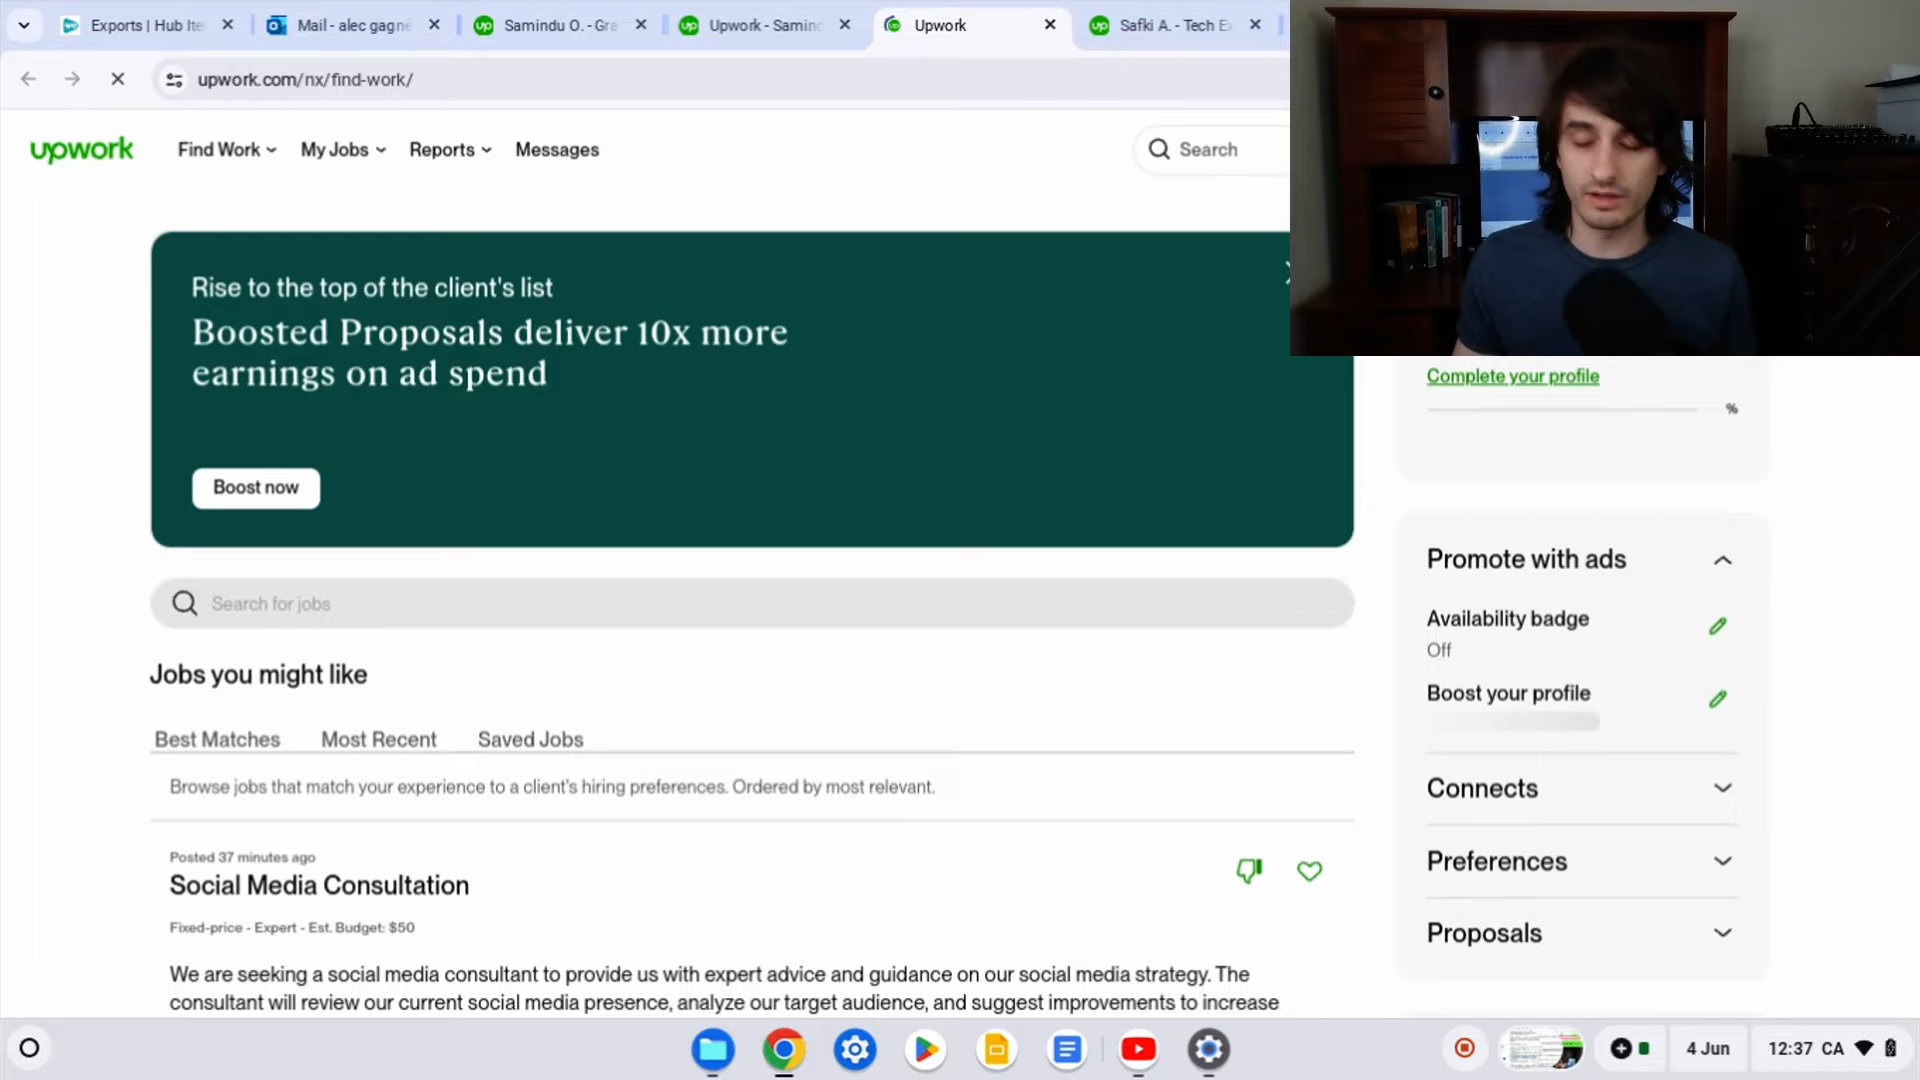 Exports | Hub Ite
Mail - alec gagné
Samindu O. - Gra
Upwork - Samind
Upwork
Safki A. - Tech E
upwork.com/nx/find-work/
upwork
Find Work
My Jobs
Reports
Messages
Search
Rise to the top of the client's list
Boosted Proposals deliver 10x more
earnings on ad spend
Boost now
Complete your profile
%
Search for jobs
Promote with ads
Availability badge
Off
Boost your profile
Connects
Preferences
Proposals
Jobs you might like
Best Matches
Most Recent
Saved Jobs
Browse jobs that match your experience to a client's hiring preferences. Ordered by most relevant.
Posted 37 minutes ago
Social Media Consultation
Fixed-price - Expert - Est. Budget: $50
We are seeking a social media consultant to provide us with expert advice and guidance on our social media strategy. The
consultant will review our current social media presence, analyze our target audience, and suggest improvements to increase
4 Jun
12:37 CA